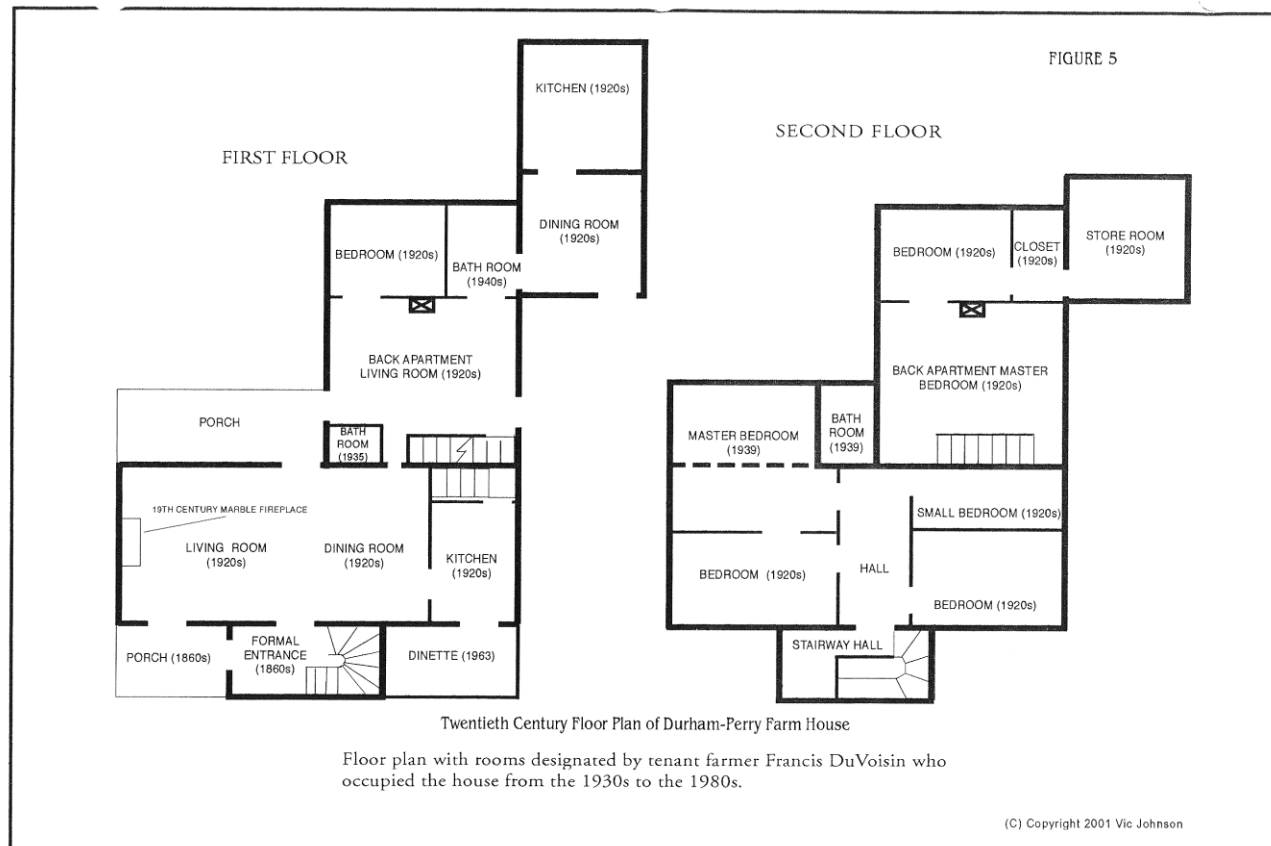 FIGURE 5
FIRST FLOOR
KITCHEN (1920s)
DINING ROOM
(1920s)
BEDROOM (1920s)
BATH ROOM
(1940s)
BACK APARTMENT
LIVING ROOM (1920s)
PORCH
BATH
ROOM
(1935)
19TH CENTURY MARBLE FIREPLACE
LIVING ROOM
(1920s)
DINING ROOM
(1920s)
KITCHEN
(1920s)
PORCH (1860s)
FORMAL
ENTRANCE
(1860s)
DINETTE (1963)
SECOND FLOOR
BEDROOM (1920s)
CLOSET
(1920s)
STORE ROOM
(1920s)
BACK APARTMENT MASTER
BEDROOM (1920s)
MASTER BEDROOM
(1939)
BATH
ROOM
(1939)
SMALL BEDROOM (1920s)
BEDROOM (1920s)
HALL
BEDROOM (1920s)
STAIRWAY HALL
Twentieth Century Floor Plan of Durham-Perry Farm House
Floor plan with rooms designated by tenant farmer Francis DuVoisin who
occupied the house from the 1930s to the 1980s.
(C) Copyright 2001 Vic Johnson